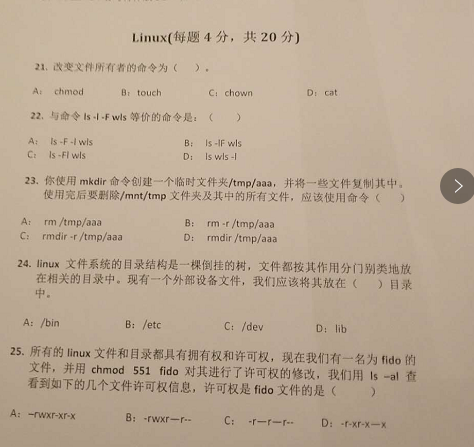 Linux(每题 4 分，共 20 分)
21. 改变文件所有者的命令为（ ）。
A： chmod B：touch C：chown D：cat
22. 与命令 ls -l -F wls 等价的命令是：（ ）
A： ls -F -l wls B： ls -lF wls
C： ls -Fl wls D： ls wls -l
23. 你使用 mkdir 命令创建一个临时文件夹/tmp/aaa，并将一些文件复制其中。
使用完后要删除/mnt/tmp 文件夹及其中的所有文件，应该使用命令（ ）
A： rm /tmp/aaa B： rm -r /tmp/aaa
C： rmdir -r /tmp/aaa D： rmdir /tmp/aaa
24. linux 文件系统的目录结构是一棵倒挂的树，文件都按其作用分门别类地放
在相关的目录中。现有一个外部设备文件，我们应该将其放在（ ）目录
中。
A：/bin B：/etc C：/dev D：lib
25. 所有的 linux 文件和目录都具有拥有权和许可权，现在我们有一名为 fido 的
文件，并用 chmod 551 fido 对其进行了许可权的修改，我们用 ls –al 查
看到如下的几个文件许可权信息，许可权是 fido 文件的是（ ）
A：–rwxr-xr-x B：-rwxr—r-- C： -r—r—r-- D：-r-xr-x—x